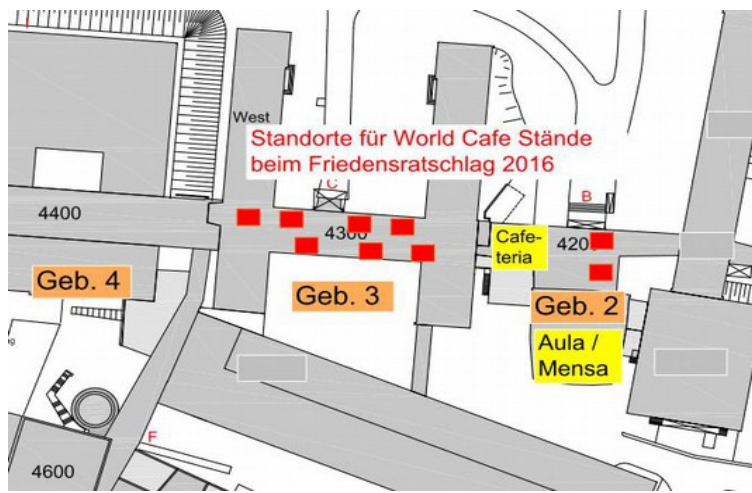 West
Standorte für World Cafe Stände
beim Friedensratschlag 2016
C
B
4400
4300
Cafe-
teria
420
Geb. 4
Geb. 3
Geb. 2
Aula /
Mensa
F
4600